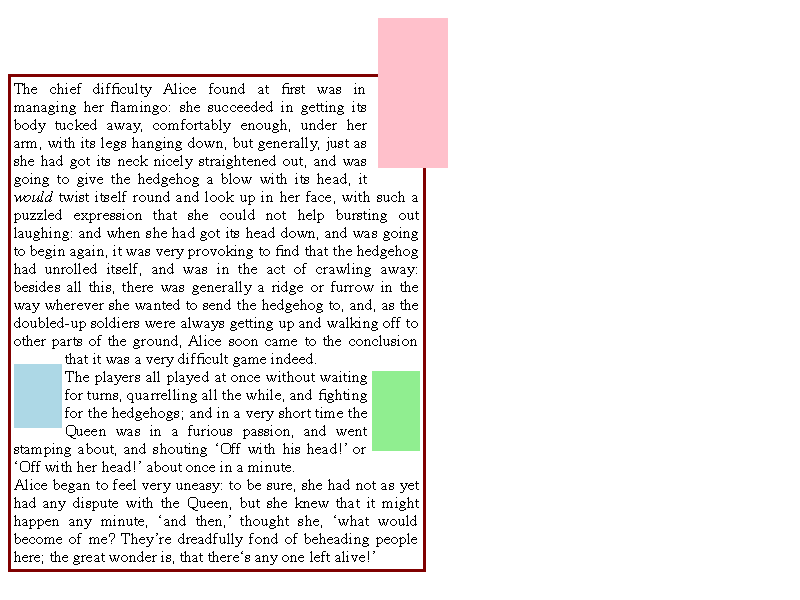 The chief difficulty Alice found at first was in
managing her flamingo: she succeeded in getting its
body tucked away, comfortably enough, under her
arm, with its legs hanging down, but generally, just as
she had got its neck nicely straightened out, and was
going to give the hedgehog a blow with its head, it
would twist itself round and look up in her face, with such a
puzzled expression that she could not help bursting out
laughing: and when she had got its head down, and was going
to begin again, it was very provoking to find that the hedgehog
had unrolled itself, and was in the act of crawling away:
besides all this, there was generally a ridge or furrow in the
way wherever she wanted to send the hedgehog to, and, as the
doubled-up soldiers were always getting up and walking off to
other parts of the ground, Alice soon came to the conclusion
that it was a very difficult game indeed.
The players all played at once without waiting
for turns, quarrelling all the while, and fighting
for the hedgehogs; and in a very short time the
Queen was in a furious passion, and went
stamping about, and shouting ‘Off with his head!’ or
‘Off with her head!’ about once in a minute.
Alice began to feel very uneasy: to be sure, she had not as yet
had any dispute with the Queen, but she knew that it might
happen any minute, ‘and then,’ thought she, ‘what would
become of me? They’re dreadfully fond of beheading people
here; the great wonder is, that there‘s any one left alive!’